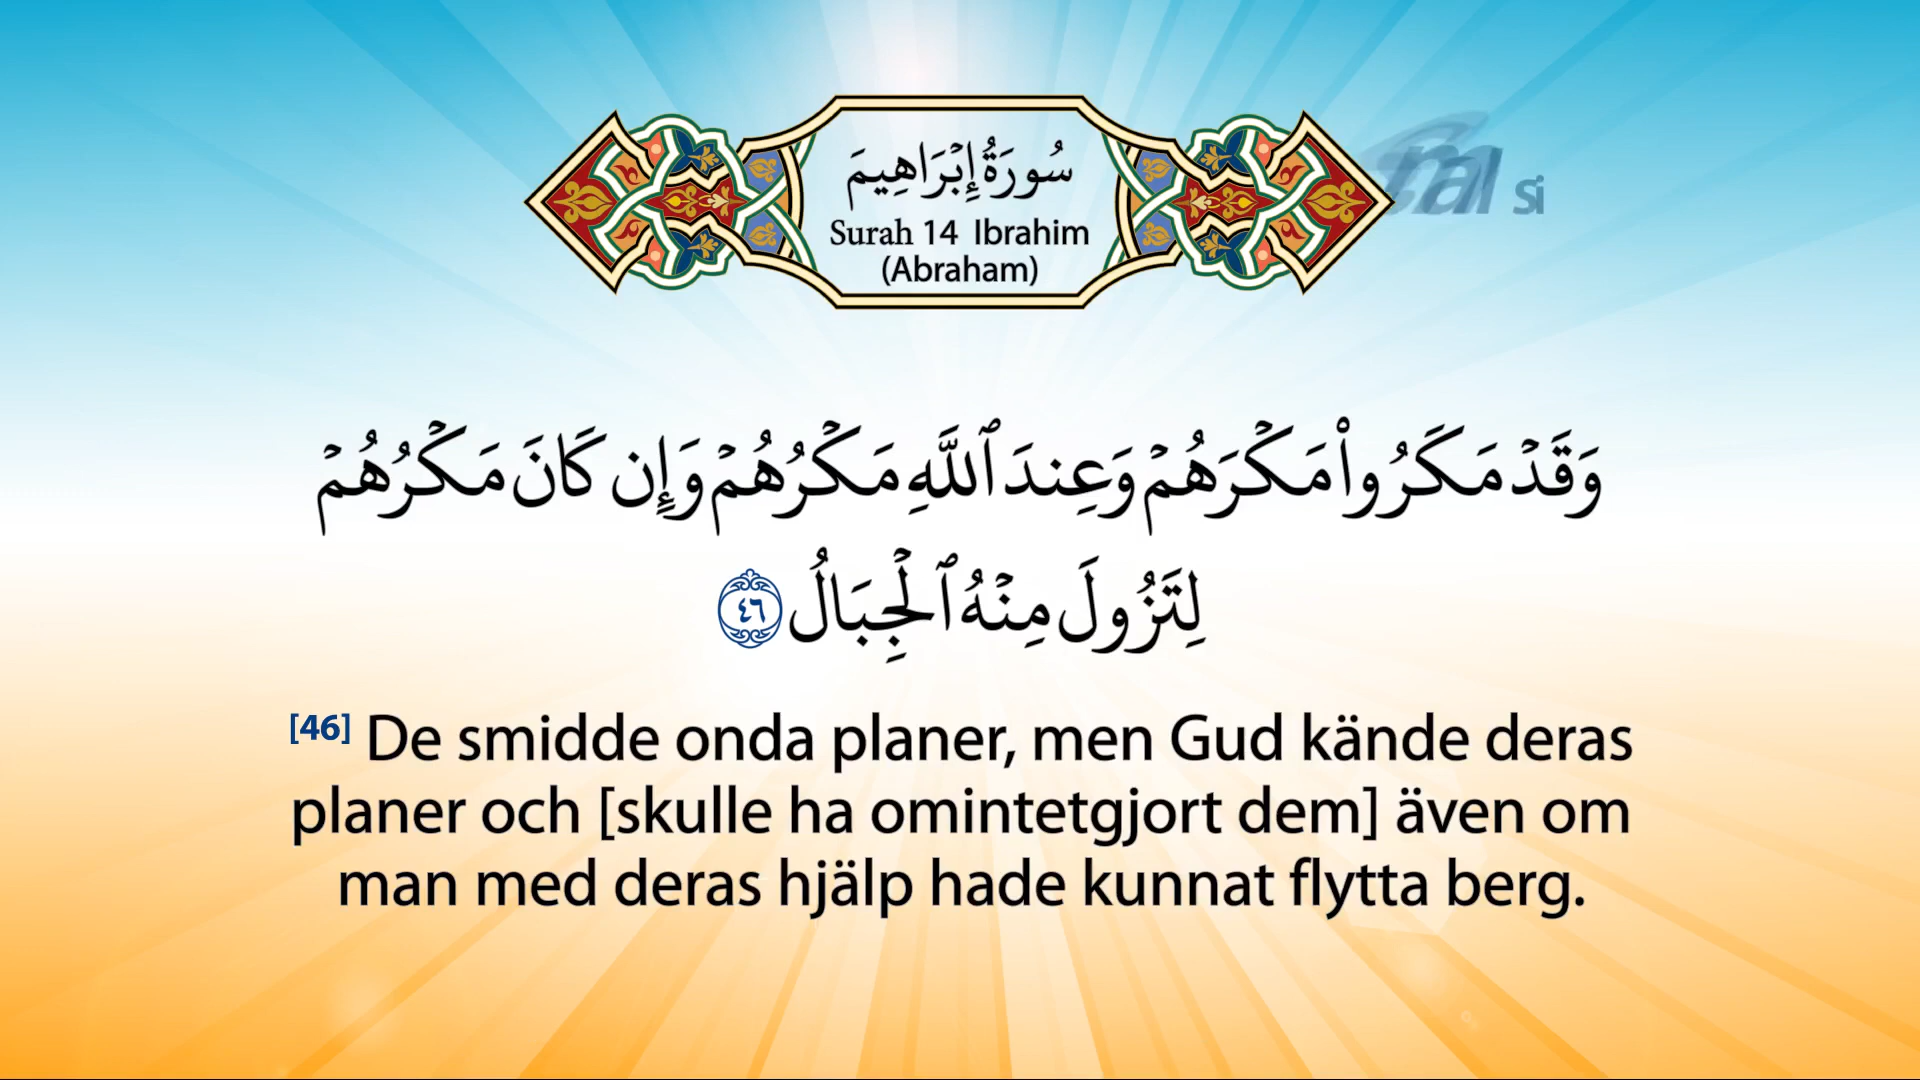 سُورَةُ إِبْرَاهِيمَ
Surah 14 Ibrahim
(Abraham)
وَقَدْ مَكَرُوا۟ مَكْرَهُمْ وَعِندَ ٱللَّهِ مَكْرُهُمْ وَإِن كَانَ مَكْرُهُمْ
لِتَزُولَ مِنْهُ ٱلْجِبَالُ ٤٦
[46] De smidde onda planer, men Gud kände deras
planer och [skulle ha omintetgjort dem] även om
man med deras hjälp hade kunnat flytta berg.